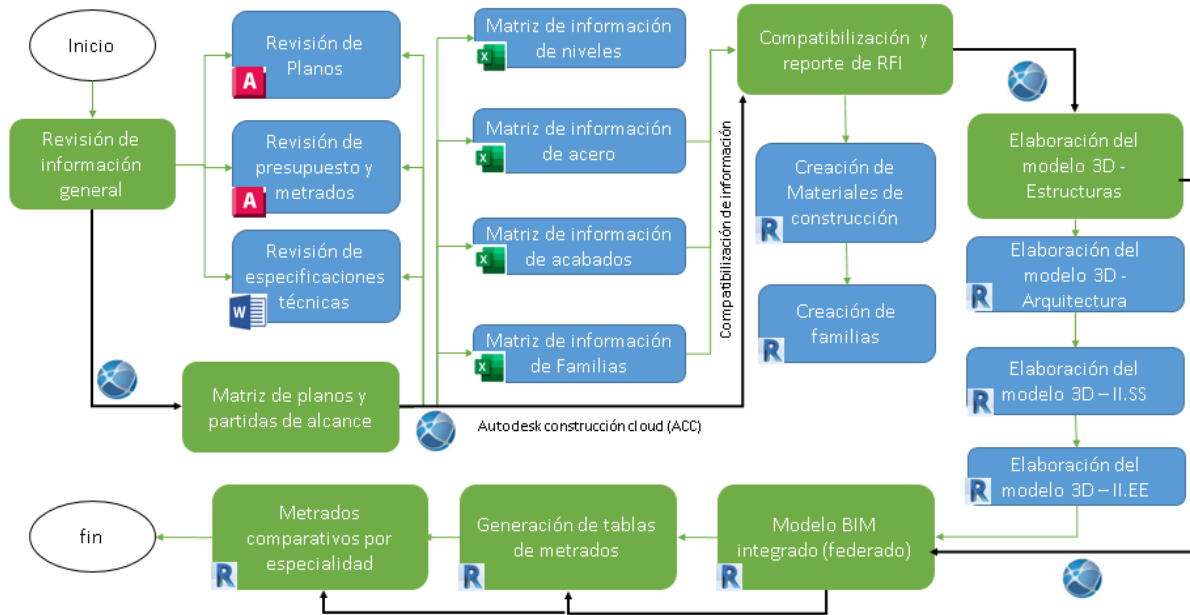 Inicio
Revisión de
información
general
Revisión de
Planos
A
Revisión de
presupuesto y
metrados
A
Revisión de
especificaciones
técnicas
W
Matriz de planos y
partidas de alcance
Matriz de información
de niveles
X
Matriz de información
de acero
X
Matriz de información
de acabados
X
Matriz de información
de Familias
X
Autodesk construcción cloud (ACC)
Compatibilización de información
Compatibilización y
reporte de RFI
Creación de
Materiales de
construcción
R
Creación de
familias
R
Elaboración del
modelo 3D -
Estructuras
Elaboración del
modelo 3D -
Arquitectura
R
Elaboración del
modelo 3D – II.SS
R
Elaboración del
modelo 3D – II.EE
R
Modelo BIM
integrado (federado)
R
Generación de tablas
de metrados
R
Metrados
comparativos por
especialidad
R
fin